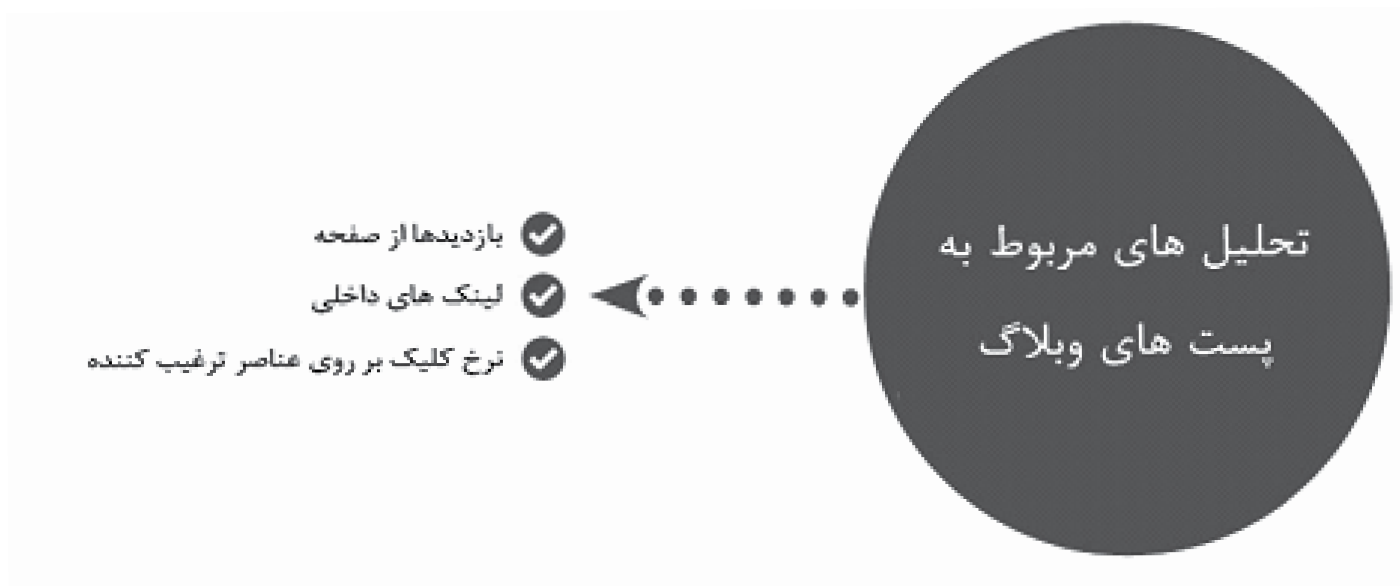 تحلیل های مربوط به
پست های وبلاگ
بازدیدها از صفحه
لینک های داخلی
نرخ کلیک بر روی عناصر ترغیب کننده